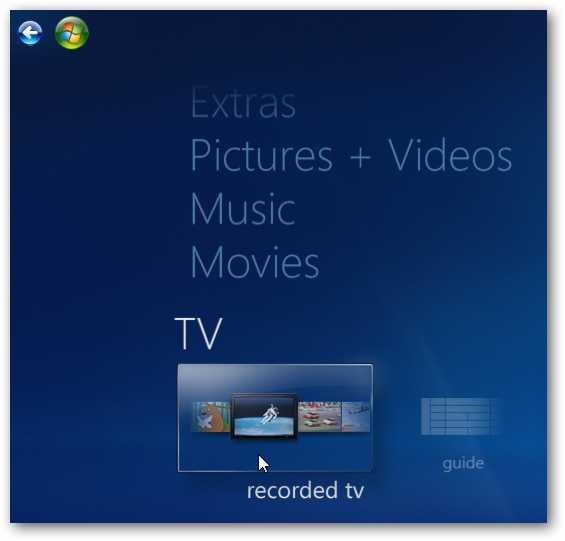 Extras
Pictures + Videos
Music
Movies
TV
recorded tv
guide